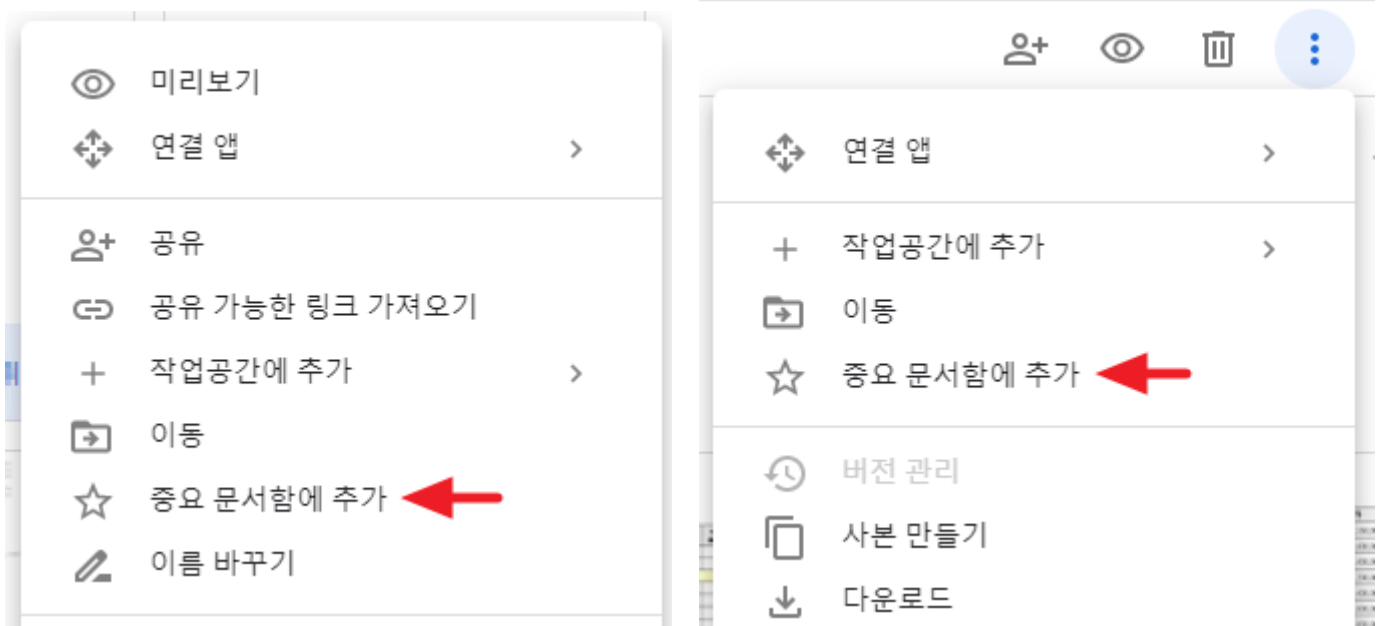 미리보기
연결 앱
공유
공유 가능한 링크 가져오기
작업공간에 추가
이동
중요 문서함에 추가
이름 바꾸기
연결 앱
작업공간에 추가
이동
중요 문서함에 추가
버전 관리
사본 만들기
다운로드